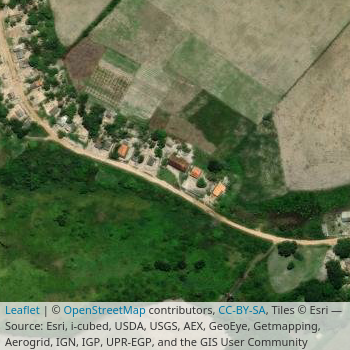 Leaflet | © OpenStreetMap contributors, CC-BY-SA, Tiles © Esri —
Source: Esri, i-cubed, USDA, USGS, AEX, GeoEye, Getmapping,
Aerogrid, IGN, IGP, UPR-EGP, and the GIS User Community